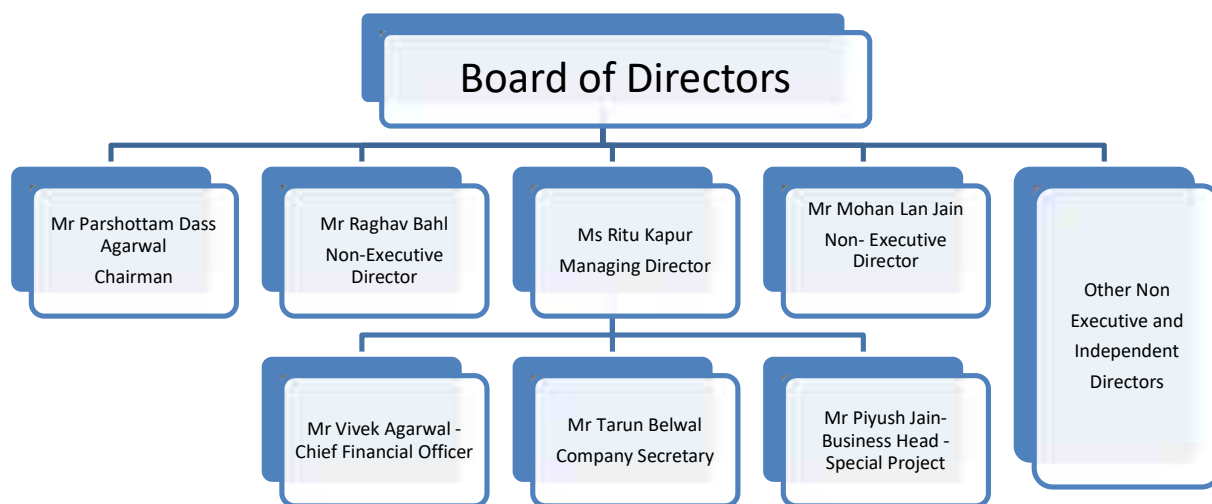 Board of Directors
Mr Parshottam Dass
Agarwal
Chairman
Mr Raghav Bahl
Non-Executive
Director
Ms Ritu Kapur
Managing Director
Mr Mohan Lan Jain
Non- Executive
Director
Other Non
Executive and
Independent
Directors
Mr Vivek Agarwal -
Chief Financial Officer
Mr Tarun Belwal
Company Secretary
Mr Piyush Jain-
Business Head -
Special Project